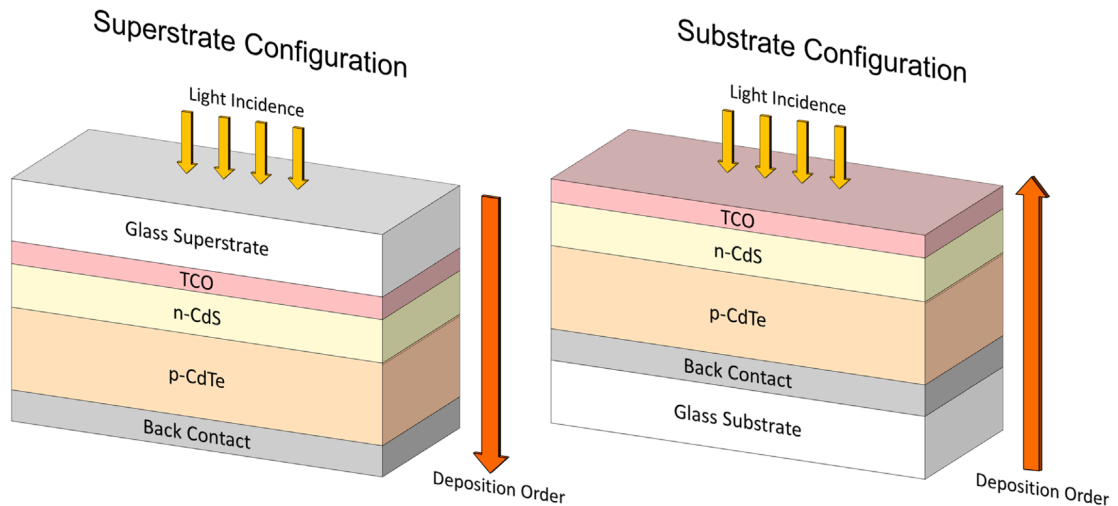 Superstrate Configuration
Light Incidence
Glass Superstrate
TCO
n-CdS
p-CdTe
Back Contact
Deposition Order
Substrate Configuration
Light Incidence
TCO
n-CdS
p-CdTe
Back Contact
Glass Substrate
Deposition Order